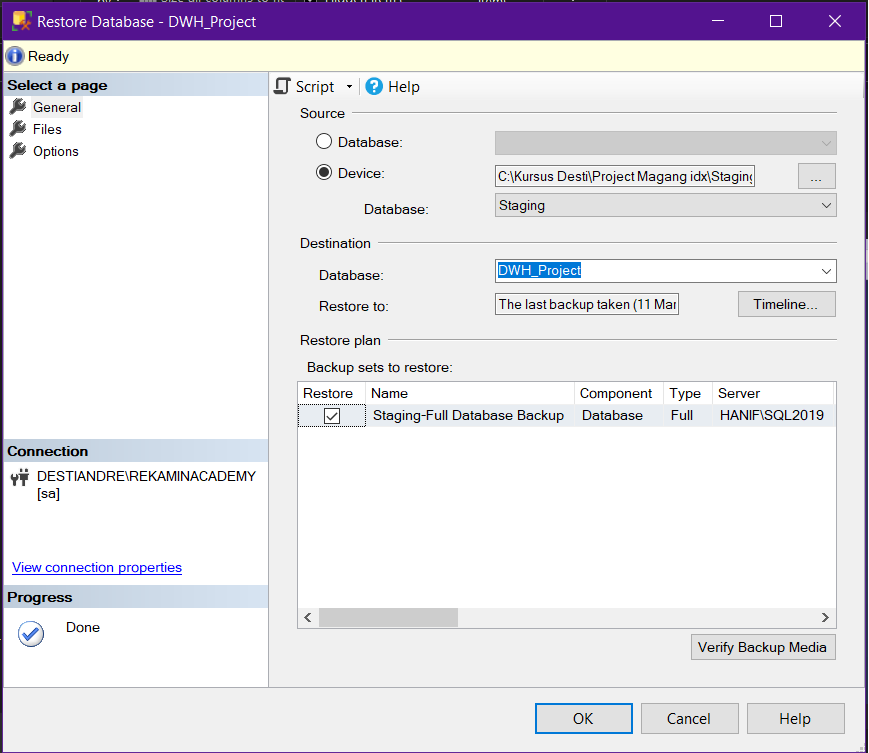 Restore Database - DWH_Project
Ready
Select a page
General
Files
Options
Connection
DESTIANDRE\REKAMINACADEMY
[sa]
View connection properties
Progress
Done
Script
Help
Source
Database:
Device:
C:\Kursus Desti\Project Magang idx\Staging
...
Database:
Staging
Destination
Database:
DWH_Project
Restore to:
The last backup taken (11 Mar
Timeline...
Restore plan
Backup sets to restore:
Restore Name Component Type Server
Staging-Full Database Backup Database Full HANIF\SQL2019
Verify Backup Media
OK
Cancel
Help